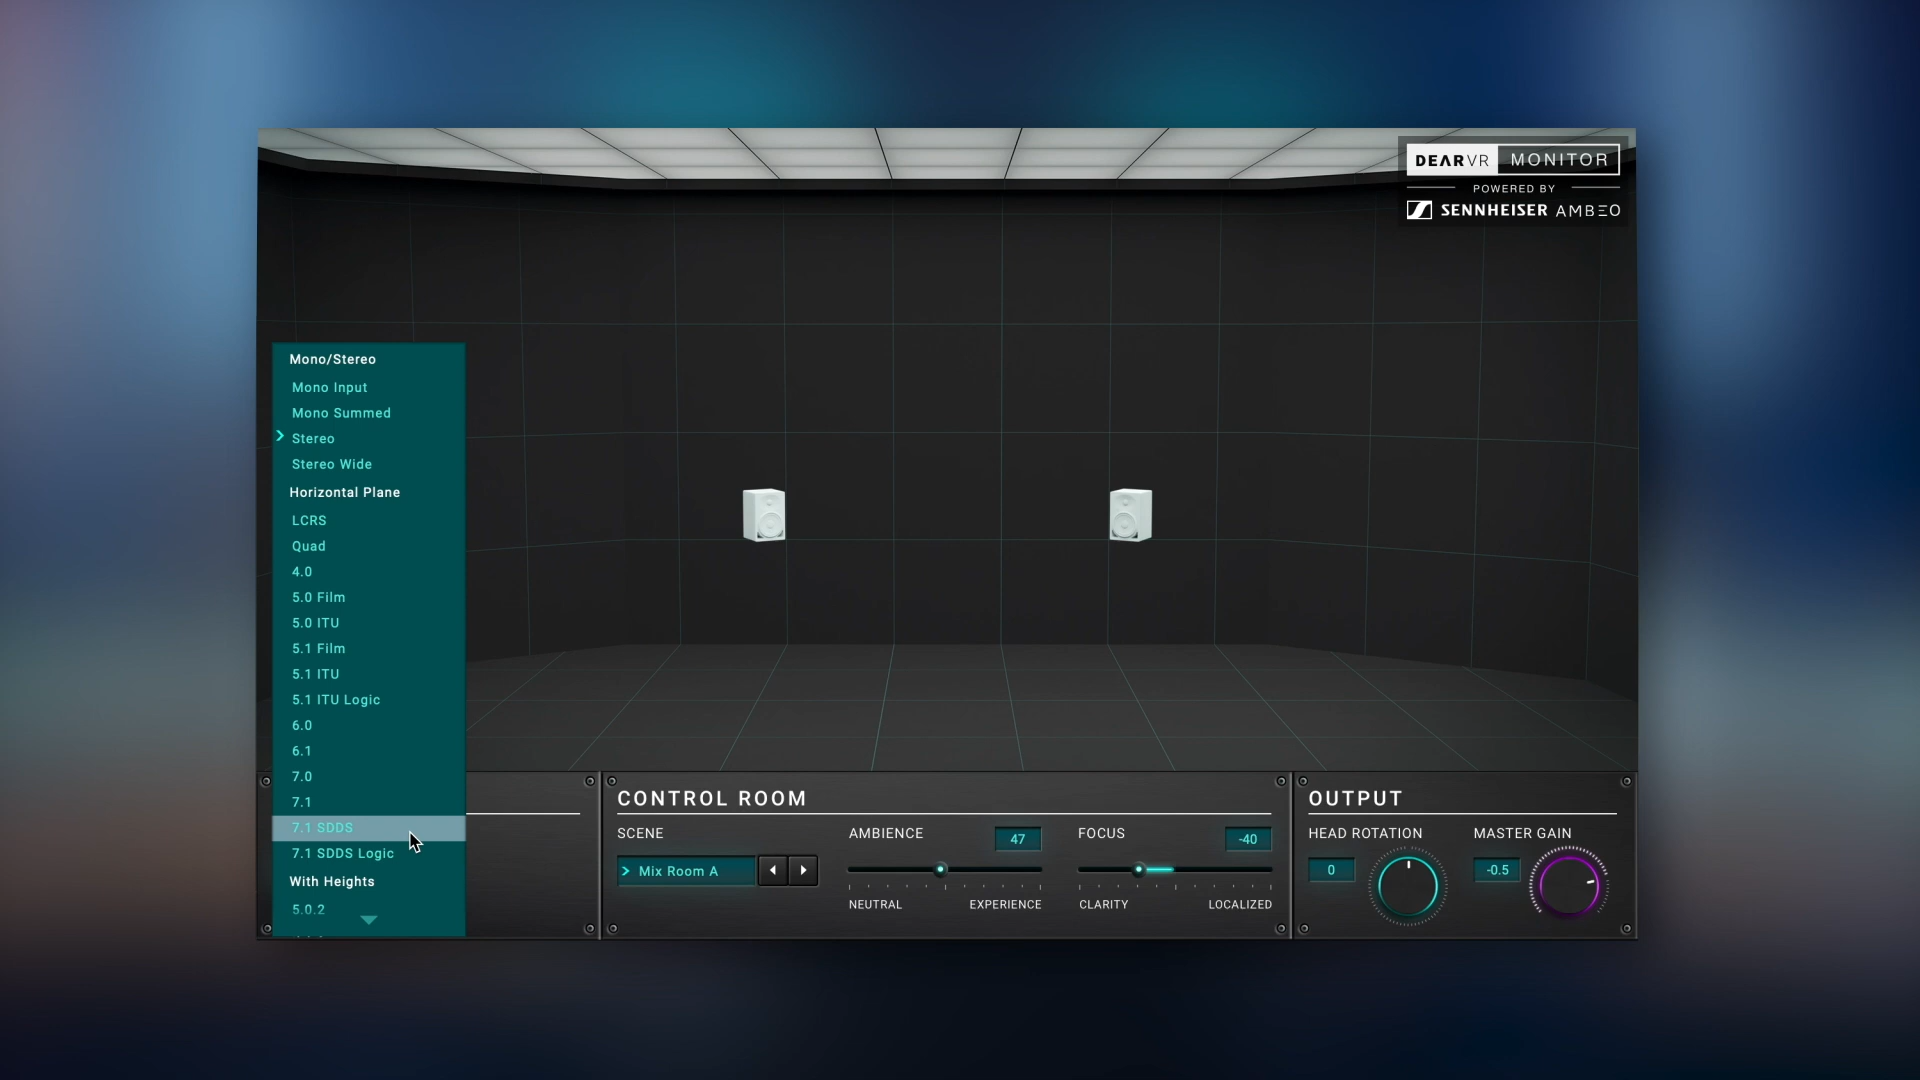 DEARVR MONITOR
POWERED BY
SENNHEISER AMBEO
Mono/Stereo
Mono Input
Mono Summed
Stereo
Stereo Wide
Horizontal Plane
LCRS
Quad
4.0
5.0 Film
5.0 ITU
5.1 Film
5.1 ITU
5.1 ITU Logic
6.0
6.1
7.0
7.1
7.1 SDDS
7.1 SDDS Logic
With Heights
5.0.2
CONTROL ROOM
SCENE
Mix Room A
AMBIENCE
47
NEUTRAL
EXPERIENCE
FOCUS
-40
CLARITY
LOCALIZED
OUTPUT
HEAD ROTATION
0
MASTER GAIN
-0.5